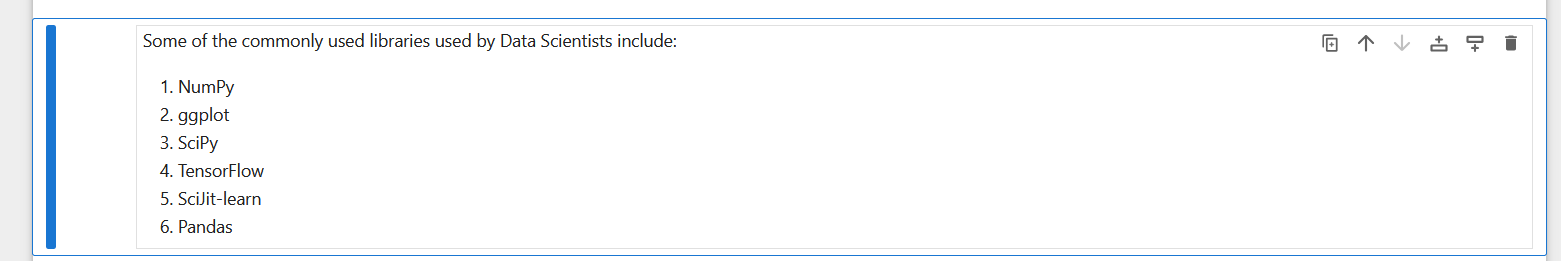 Some of the commonly used libraries used by Data Scientists include:
1. NumPy
2. ggplot
3. SciPy
4. TensorFlow
5. SciJit-learn
6. Pandas